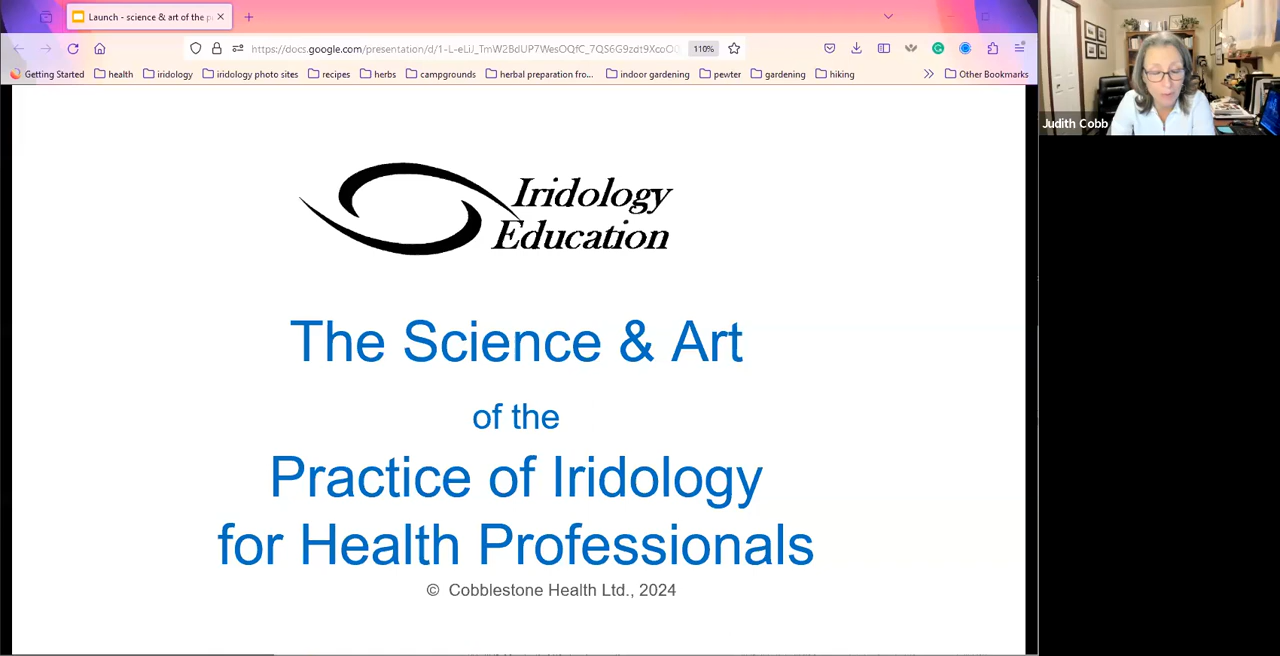 Launch - science & art of the p
https://docs.google.com/presentation/d/1-L-eLiJ_TmW2BdUP7WesOQfC_7QS6G9zdt9XcoO
110%
Getting Started
health
iridology
iridology photo sites
recipes
herbs
campgrounds
herbal preparation fro...
indoor gardening
pewter
gardening
hiking
Other Bookmarks
Judith Cobb
Iridology
Education
The Science & Art
of the
Practice of Iridology
for Health Professionals
© Cobblestone Health Ltd., 2024